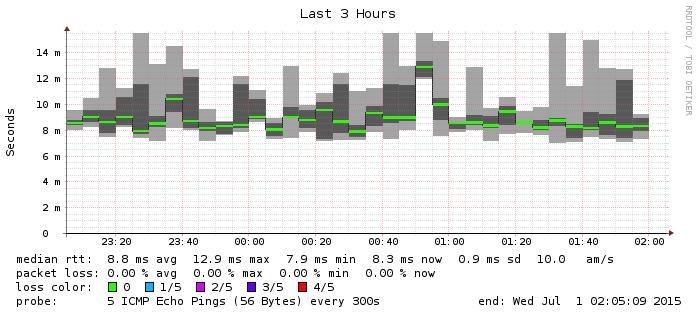 Last 3 Hours
RRDTOOL / TOBI OETIKER
Seconds
14 m
12 m
10 m
8 m
6 m
4 m
2 m
0
23:20 23:40 00:00 00:20 00:40 01:00 01:20 01:40 02:00
median rtt: 8.8 ms avg 12.9 ms max 7.9 ms min 8.3 ms now 0.9 ms sd 10.0 am/s
packet loss: 0.00 % avg 0.00 % max 0.00 % min 0.00 % now
loss color: 0 1/5 2/5 3/5 4/5
probe: 5 ICMP Echo Pings (56 Bytes) every 300s end: Wed Jul 1 02:05:09 2015